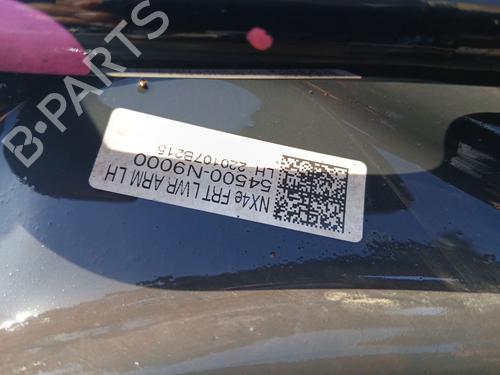 NX4e FRT LWR ARM LH
54500-N9000
LH 220107B215
B-PARTS